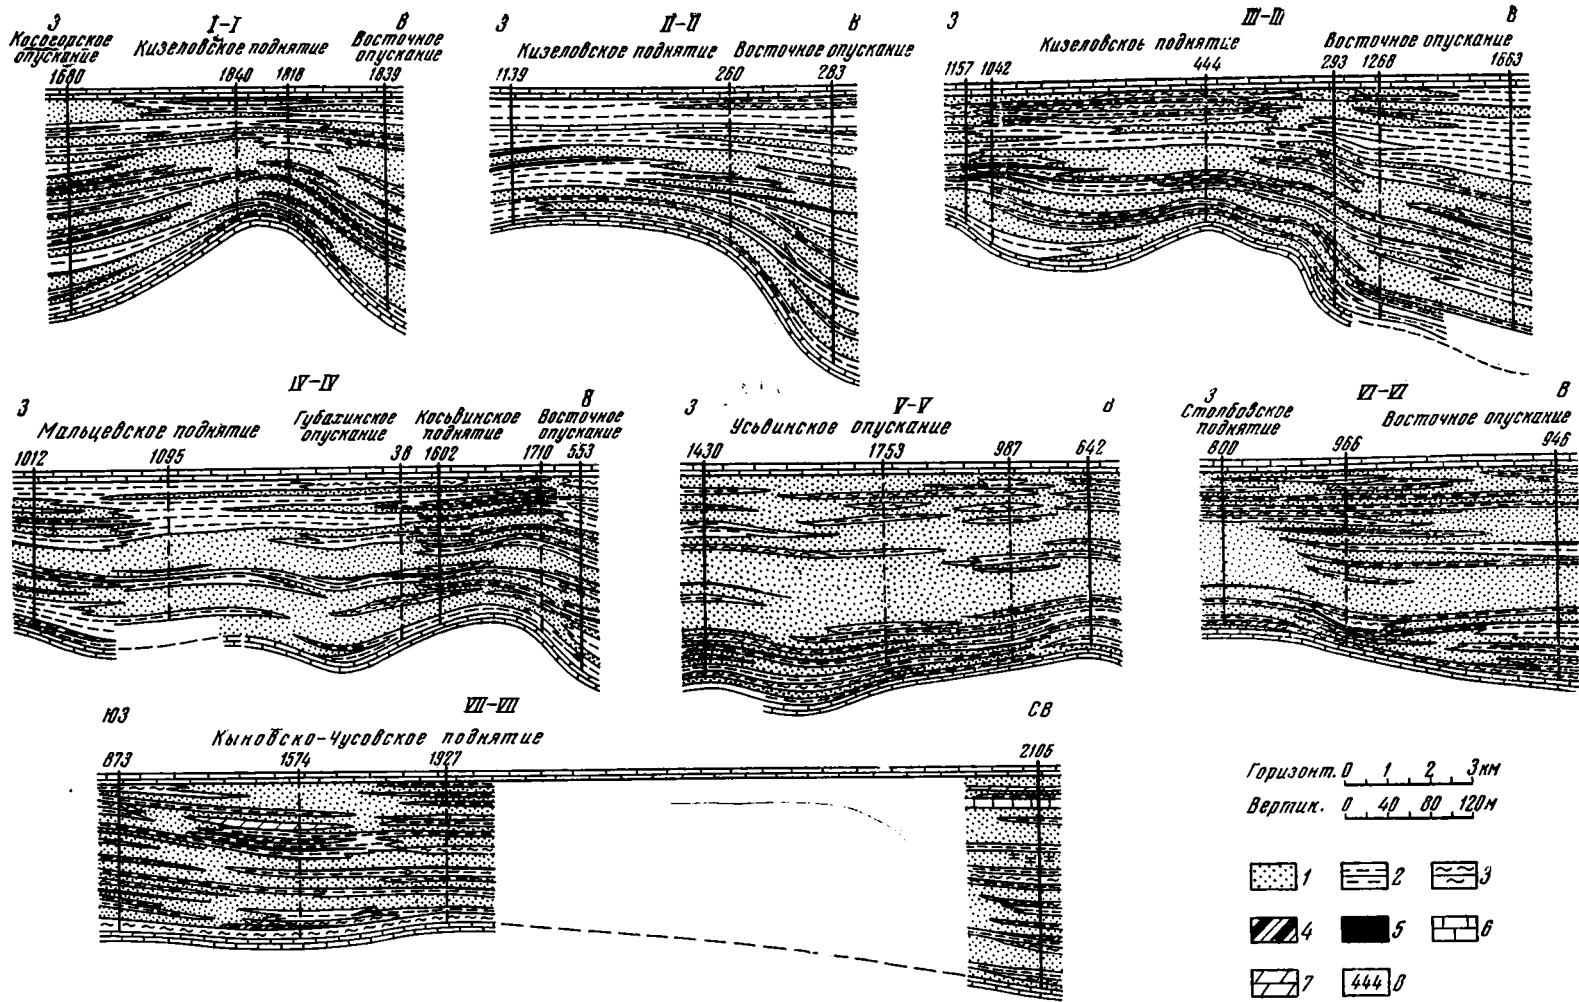 З I–I В
Косогорское опускание Кизеловское поднятие Восточное опускание
1680 1840 1818 1839
З II–II В
Кизеловское поднятие Восточное опускание
1139 260 283
З III–III В
Кизеловское поднятие Восточное опускание
1157 1042 444 293 1268 1663
IV–IV
З В
Мальцевское поднятие Губахинское опускание Косьвинское поднятие Восточное опускание
1012 1095 38 1602 1710 553
З V–V В
Усьвинское опускание
1430 1753 987 642
З VI–VI В
Столбовское поднятие Восточное опускание
800 966 946
ЮЗ VII–VII СВ
Кыновско-Чусовское поднятие
873 1574 1927 2105
Горизонт. 0 1 2 3км
Вертик. 0 40 80 120м
1 2 3
4 5 6
7 444 8